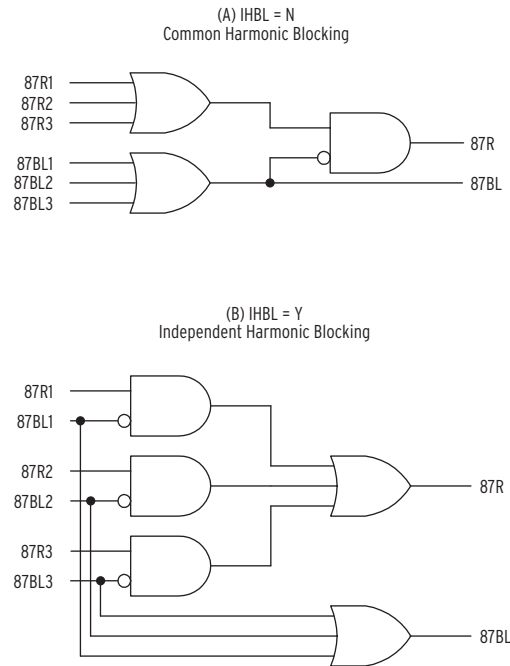 (A) IHBL = N
Common Harmonic Blocking
87R1
87R2
87R3
87BL1
87BL2
87BL3
87R
87BL
(B) IHBL = Y
Independent Harmonic Blocking
87R1
87BL1
87R2
87BL2
87R3
87BL3
87R
87BL